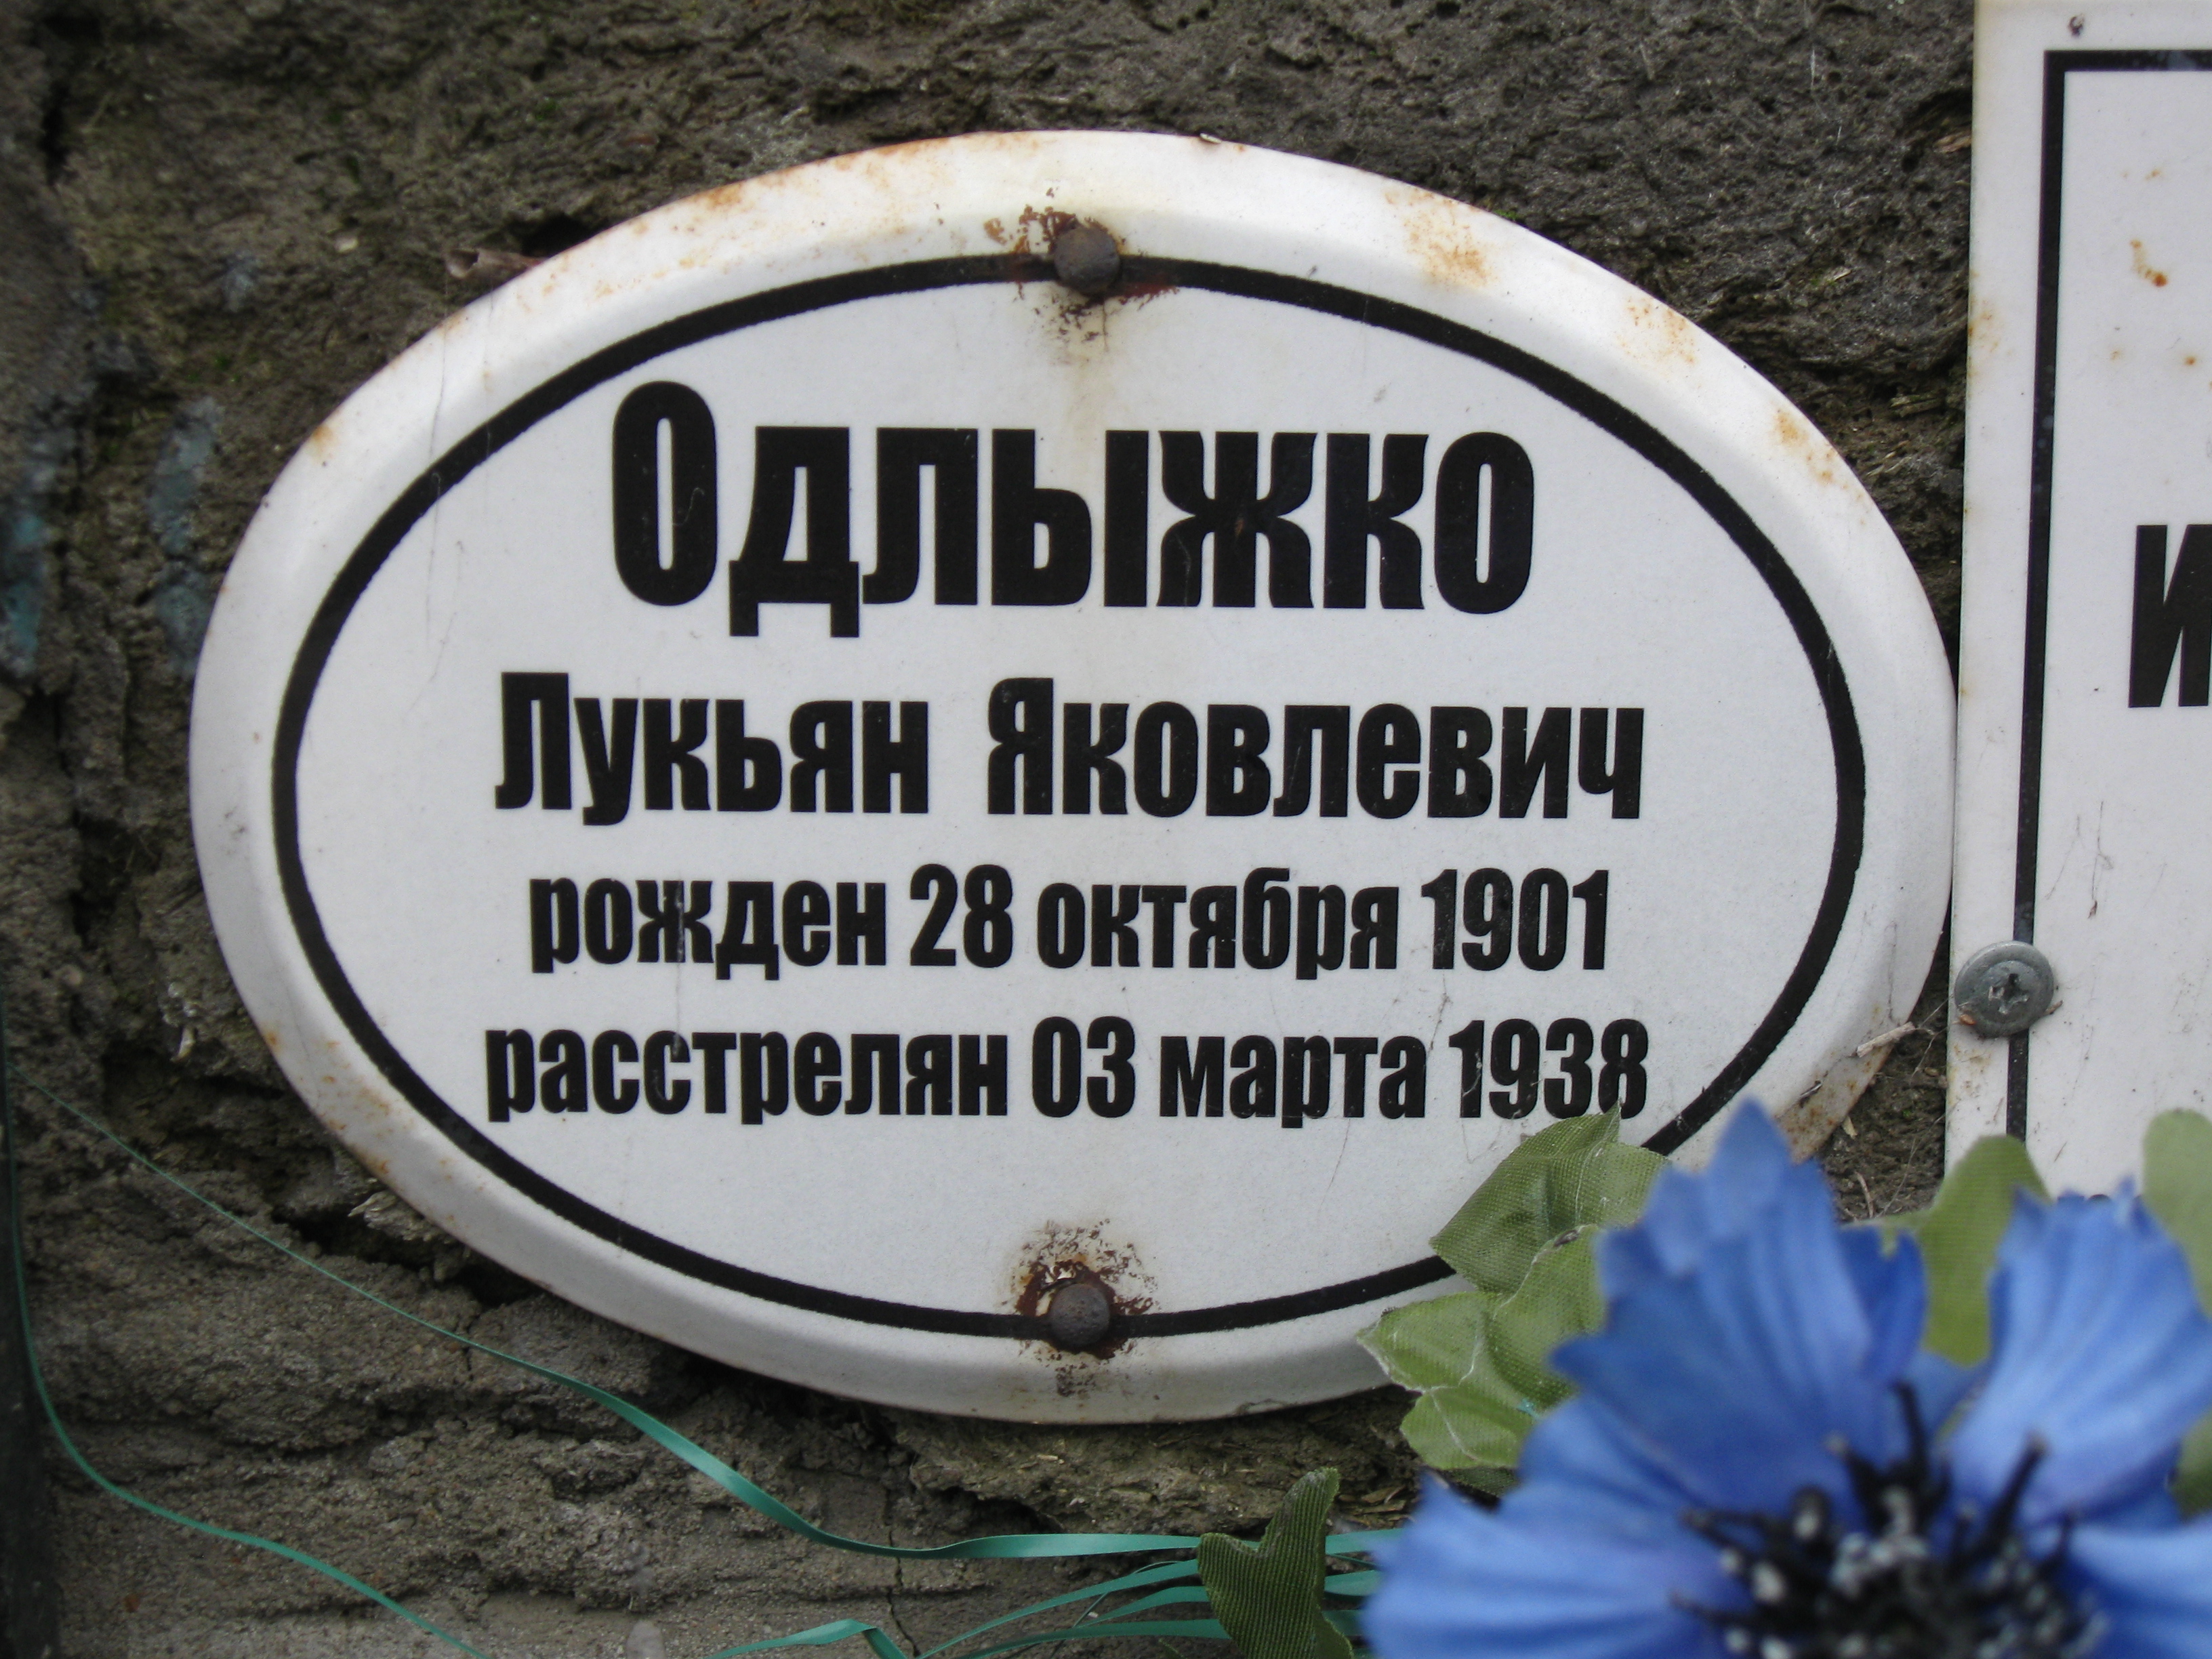 Одлыжко
Лукьян Яковлевич
рожден 28 октября 1901
расстрелян 03 марта 1938